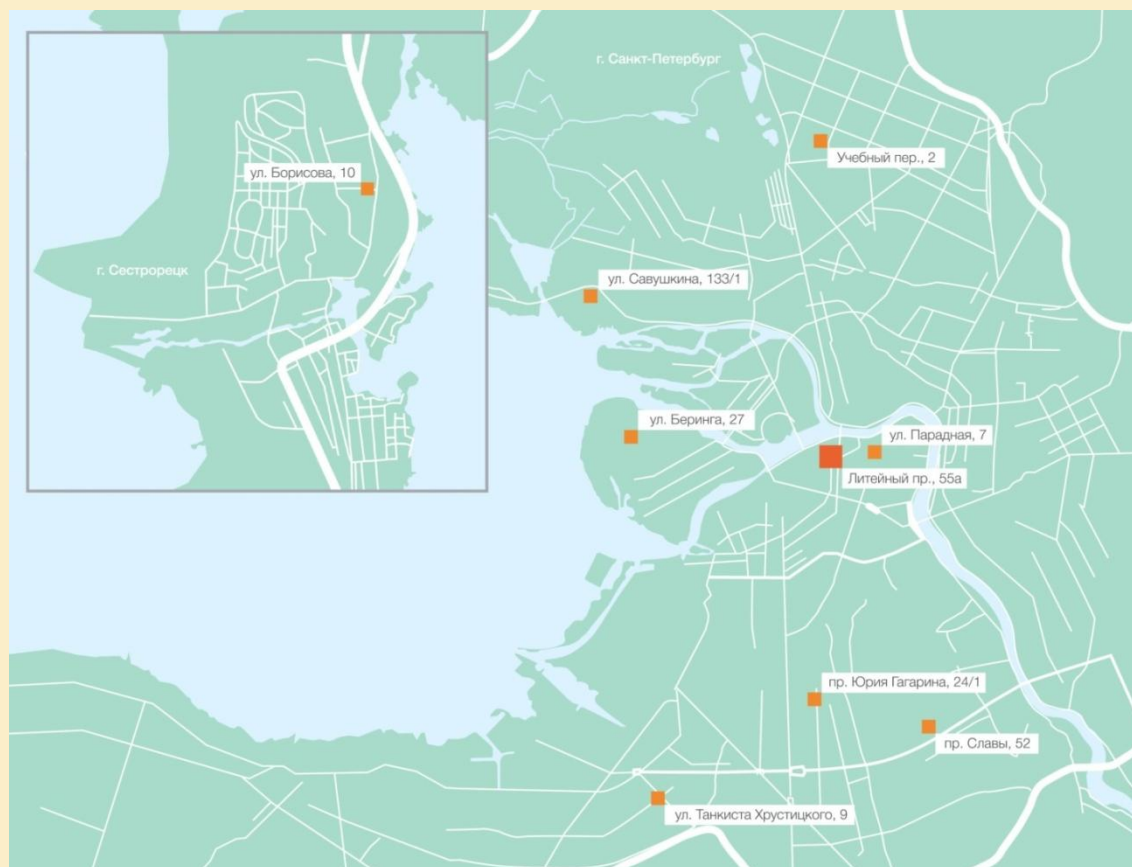 г. Санкт-Петербург
Учебный пер., 2
ул. Борисова, 10
г. Сестрорецк
ул. Савушкина, 133/1
ул. Беринга, 27
ул. Парадная, 7
Литейный пр., 55а
пр. Юрия Гагарина, 24/1
пр. Славы, 52
ул. Танкиста Хрустицкого, 9